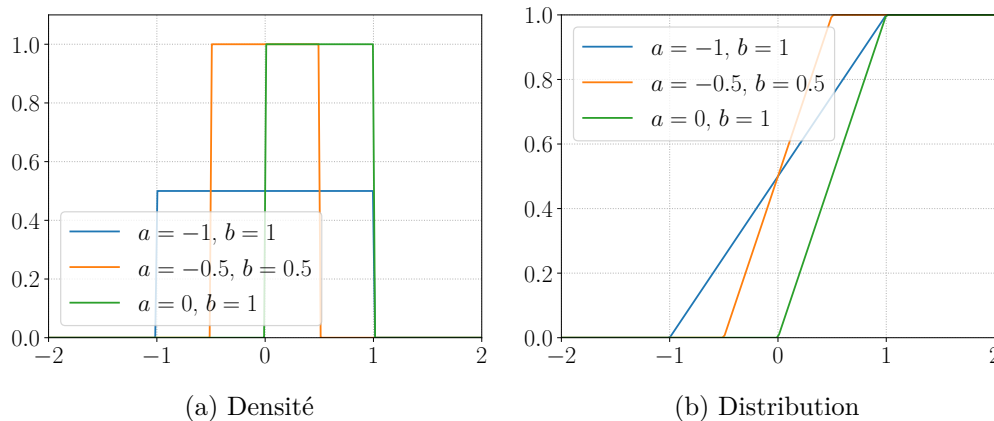 1.0
0.8
0.6
0.4
0.2
0.0
−2
−1
0
1
2
a = −1, b = 1
a = −0.5, b = 0.5
a = 0, b = 1
(a) Densité
1.0
0.8
0.6
0.4
0.2
0.0
−2
−1
0
1
2
a = −1, b = 1
a = −0.5, b = 0.5
a = 0, b = 1
(b) Distribution